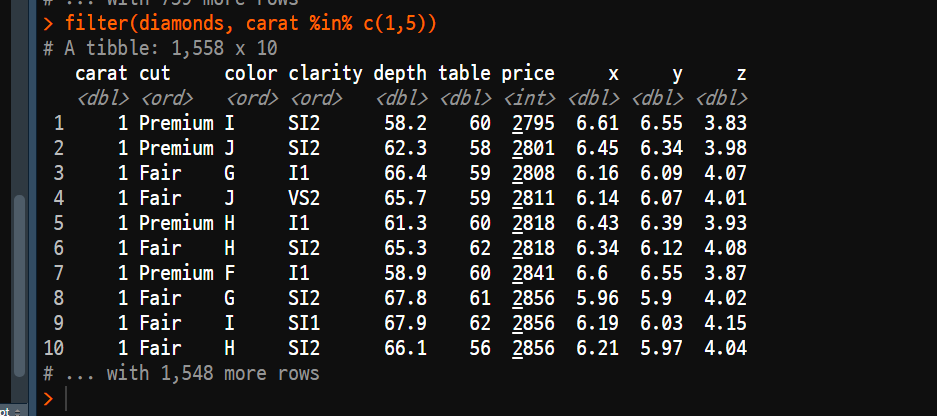 # ... with 759 more rows
> filter(diamonds, carat %in% c(1,5))
# A tibble: 1,558 x 10
carat cut color clarity depth table price x y z
<dbl> <ord> <ord> <ord> <dbl> <dbl> <int> <dbl> <dbl> <dbl>
1 1 Premium I SI2 58.2 60 2795 6.61 6.55 3.83
2 1 Premium J SI2 62.3 58 2801 6.45 6.34 3.98
3 1 Fair G I1 66.4 59 2808 6.16 6.09 4.07
4 1 Fair J VS2 65.7 59 2811 6.14 6.07 4.01
5 1 Premium H I1 61.3 60 2818 6.43 6.39 3.93
6 1 Fair H SI2 65.3 62 2818 6.34 6.12 4.08
7 1 Premium F I1 58.9 60 2841 6.6 6.55 3.87
8 1 Fair G SI2 67.8 61 2856 5.96 5.9 4.02
9 1 Fair I SI1 67.9 62 2856 6.19 6.03 4.15
10 1 Fair H SI2 66.1 56 2856 6.21 5.97 4.04
# ... with 1,548 more rows
>
pt